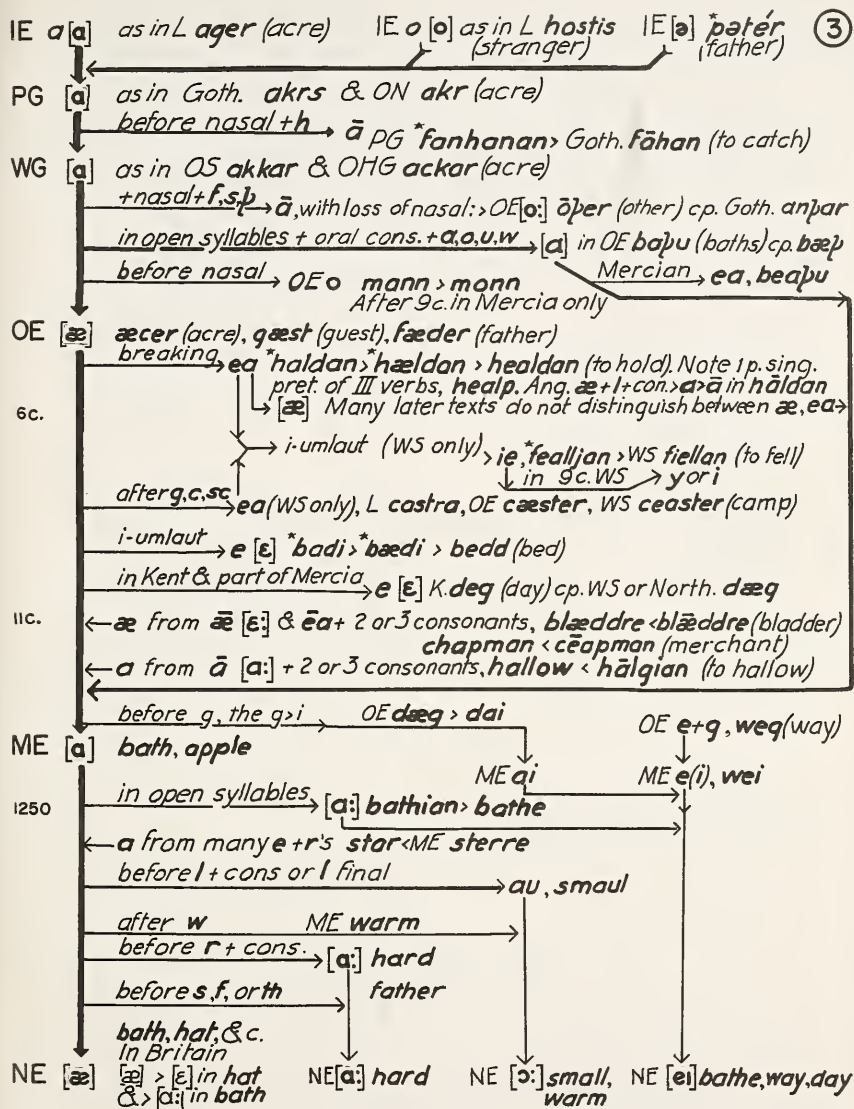 IE a [a] as in L ager (acre) IE o [o] as in L hostis (stranger) IE [ə] *pətér (father) ③
PG [a] as in Goth. akrs & ON akr (acre)
before nasal + h → ā PG *fanhanan > Goth. fāhan (to catch)
WG [a] as in OS akkar & OHG ackar (acre)
+nasal+f,s,þ → ā, with loss of nasal: > OE [o:] ōþer (other) cp. Goth. anþar
in open syllables + oral cons. + a,o,u,w → [a] in OE baþu (baths) cp. bæþ
before nasal → OE o mann > monn Mercian → ea, beaþu
After 9c. in Mercia only
OE [æ] æcer (acre), gæst (guest), fæder (father)
breaking → ea *haldan > *hældan > healdan (to hold). Note 1 p. sing.
pret. of III verbs, healp. Ang. æ+l+con. > a > ā in hāldan
6c. → [æ] Many later texts do not distinguish between æ, ea →
→ i-umlaut (WS only) > ie, *fealljan > WS fiellan (to fell)
in 9c. WS → y or i
after g, c, sc → ea (WS only), L castra, OE cæster, WS ceaster (camp)
i-umlaut → e [ɛ] *badi > *bædi > bedd (bed)
in Kent & part of Mercia → e [ɛ] K. deg (day) cp. WS or North. dæg
11c. ← æ from ǣ [ɛ:] & ēa + 2 or 3 consonants, blæddre < blǣddre (bladder)
chapman < cēapman (merchant)
← a from ā [a:] + 2 or 3 consonants, hallow < hālgian (to hallow)
before g, the g > i → OE dæg > dai OE e+g, weg (way)
ME [a] bath, apple
ME ai → ME e(i), wei
1250 in open syllables → [a:] bathian > bathe
← a from many e+r's star < ME sterre
before l + cons or l final → au, smaul
after w ME warm →
before r + cons. → [a:] hard
before s, f, or th → father
bath, hat, &c.
In Britain
NE [æ] [æ] > [ɛ] in hat NE [a:] hard NE [ɔ:] small, NE [ei] bathe, way, day
& > [a:] in bath warm